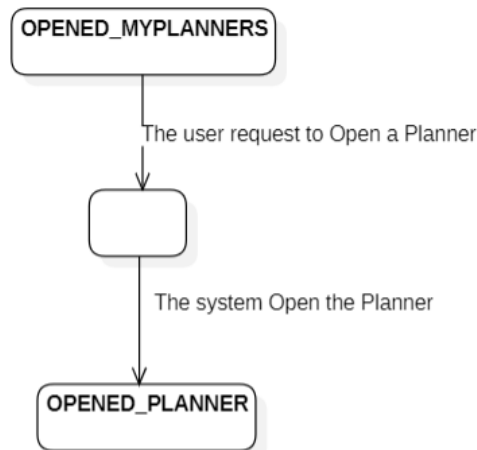 OPENED_MYPLANNERS
The user request to Open a Planner
The system Open the Planner
OPENED_PLANNER